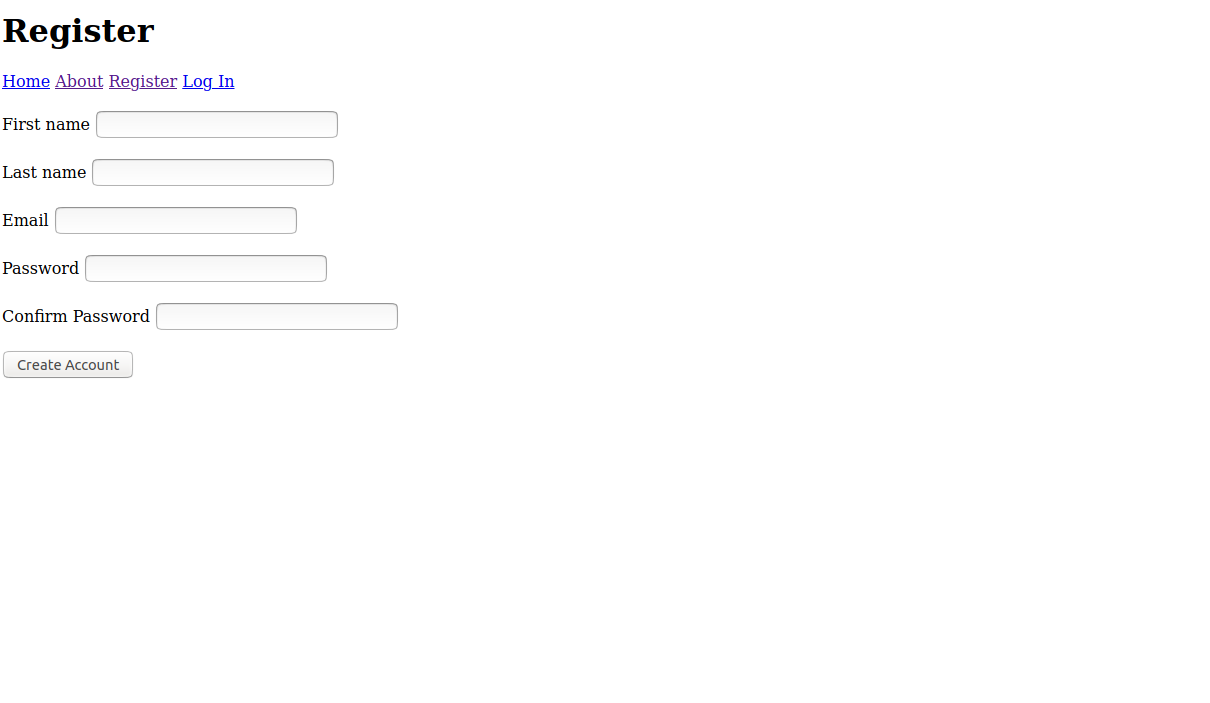 Register
Home About Register Log In
First name
Last name
Email
Password
Confirm Password
Create Account